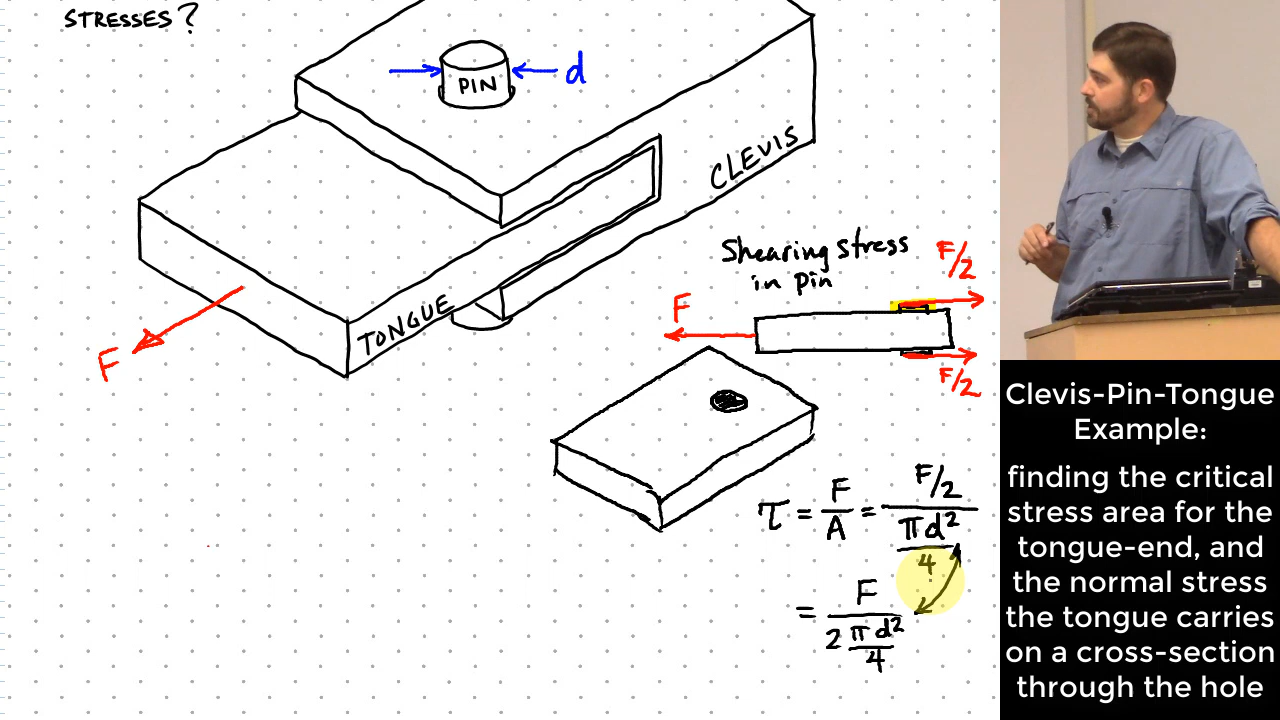 STRESSES?
PIN
d
CLEVIS
TONGUE
F
Shearing stress
in pin
F/2
F
F/2
τ = F/A = F/2 / πd²/4
= F / 2 πd²/4
Clevis-Pin-Tongue
Example:
finding the critical
stress area for the
tongue-end, and
the normal stress
the tongue carries
on a cross-section
through the hole